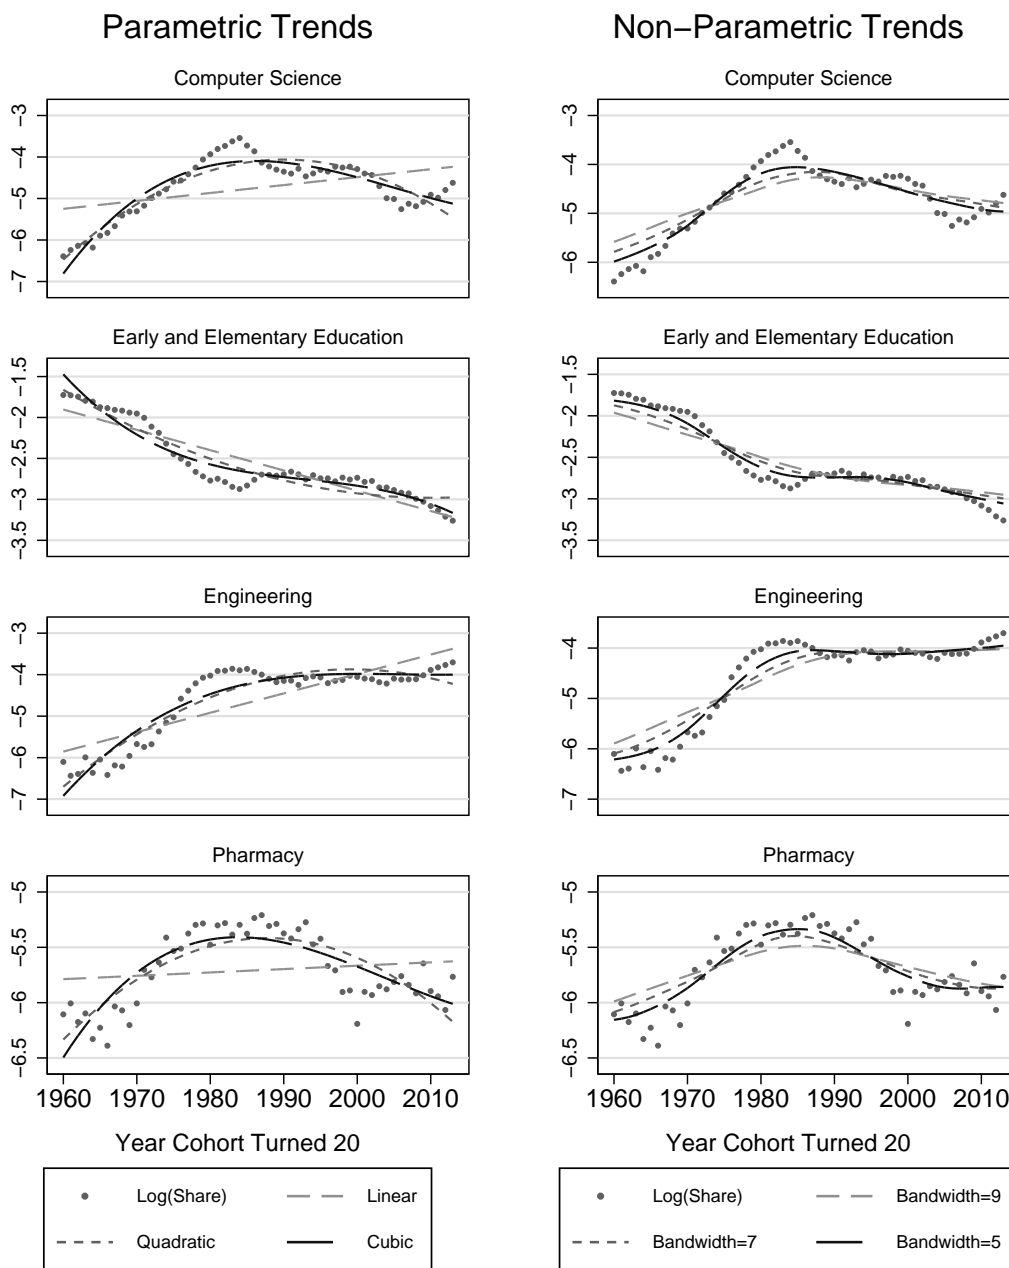 Parametric Trends
Computer Science
−3
−4
−5
−6
−7
Early and Elementary Education
−1.5
−2
−2.5
−3
−3.5
Engineering
−3
−4
−5
−6
−7
Pharmacy
−5
−5.5
−6
−6.5
1960 1970 1980 1990 2000 2010
Year Cohort Turned 20
Log(Share) Linear
Quadratic Cubic
Non−Parametric Trends
Computer Science
−3
−4
−5
−6
Early and Elementary Education
−1.5
−2
−2.5
−3
−3.5
Engineering
−4
−5
−6
−7
Pharmacy
−5
−5.5
−6
−6.5
1960 1970 1980 1990 2000 2010
Year Cohort Turned 20
Log(Share) Bandwidth=9
Bandwidth=7 Bandwidth=5